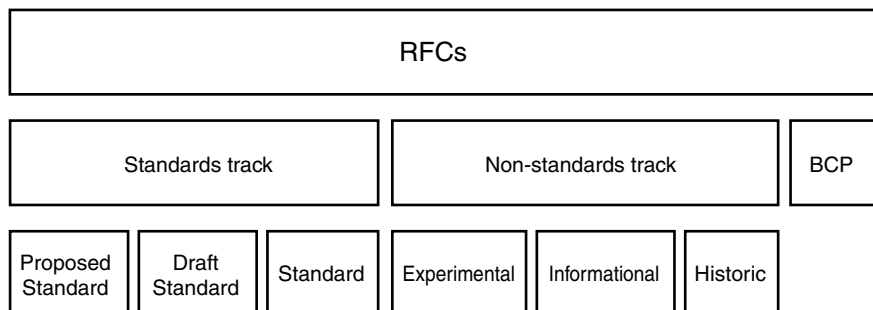 RFCs
Standards track
Non-standards track
BCP
Proposed
Standard
Draft
Standard
Standard
Experimental
Informational
Historic